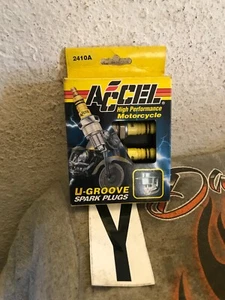 2410A
ACCEL
High Performance
Motorcycle
U-GROOVE
SPARK PLUGS